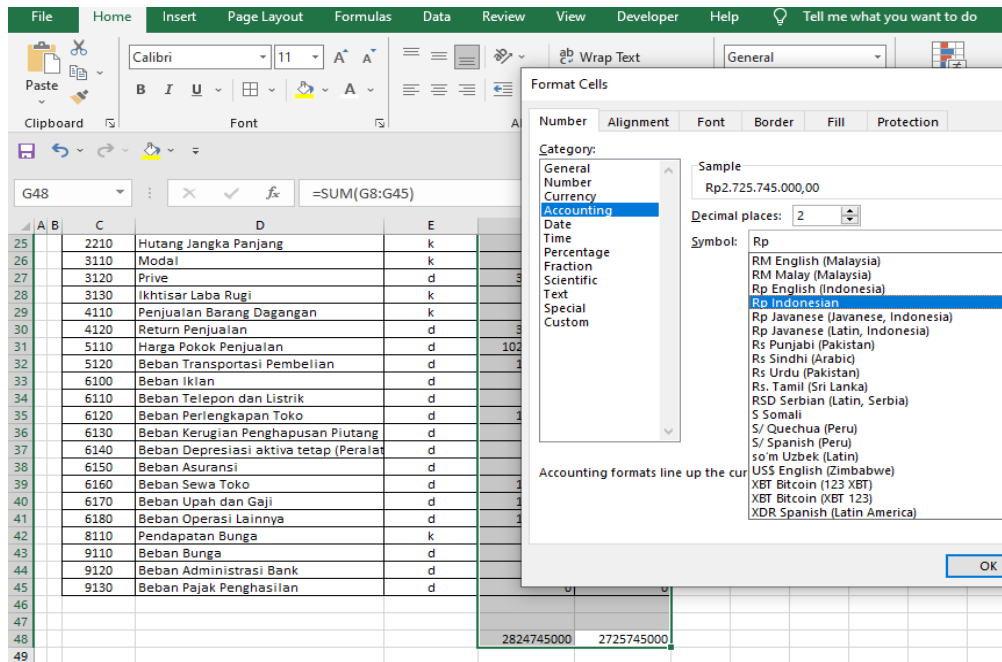 File Home Insert Page Layout Formulas Data Review View Developer Help Tell me what you want to do
Paste
Clipboard
Calibri 11 A^ A˅
B I U A
Font
ab Wrap Text
General
G48 fx =SUM(G8:G45)
A B C D E
25 2210 Hutang Jangka Panjang k
26 3110 Modal k
27 3120 Prive d 3
28 3130 Ikhtisar Laba Rugi k
29 4110 Penjualan Barang Dagangan k
30 4120 Return Penjualan d 3
31 5110 Harga Pokok Penjualan d 102
32 5120 Beban Transportasi Pembelian d 1
33 6100 Beban Iklan d
34 6110 Beban Telepon dan Listrik d
35 6120 Beban Perlengkapan Toko d 1
36 6130 Beban Kerugian Penghapusan Piutang d
37 6140 Beban Depresiasi aktiva tetap (Peralat d
38 6150 Beban Asuransi d
39 6160 Beban Sewa Toko d 1
40 6170 Beban Upah dan Gaji d 1
41 6180 Beban Operasi Lainnya d 1
42 8110 Pendapatan Bunga k
43 9110 Beban Bunga d
44 9120 Beban Administrasi Bank d
45 9130 Beban Pajak Penghasilan d 0 0
46
47
48 2824745000 2725745000
49
Format Cells
Number Alignment Font Border Fill Protection
Category:
General
Number
Currency
Accounting
Date
Time
Percentage
Fraction
Scientific
Text
Special
Custom
Sample
Rp2.725.745.000,00
Decimal places: 2
Symbol: Rp
RM English (Malaysia)
RM Malay (Malaysia)
Rp English (Indonesia)
Rp Indonesian
Rp Javanese (Javanese, Indonesia)
Rp Javanese (Latin, Indonesia)
Rs Punjabi (Pakistan)
Rs Sindhi (Arabic)
Rs Urdu (Pakistan)
Rs. Tamil (Sri Lanka)
RSD Serbian (Latin, Serbia)
S Somali
S/ Quechua (Peru)
S/ Spanish (Peru)
so'm Uzbek (Latin)
US$ English (Zimbabwe)
XBT Bitcoin (123 XBT)
XBT Bitcoin (XBT 123)
XDR Spanish (Latin America)
Accounting formats line up the cur
OK